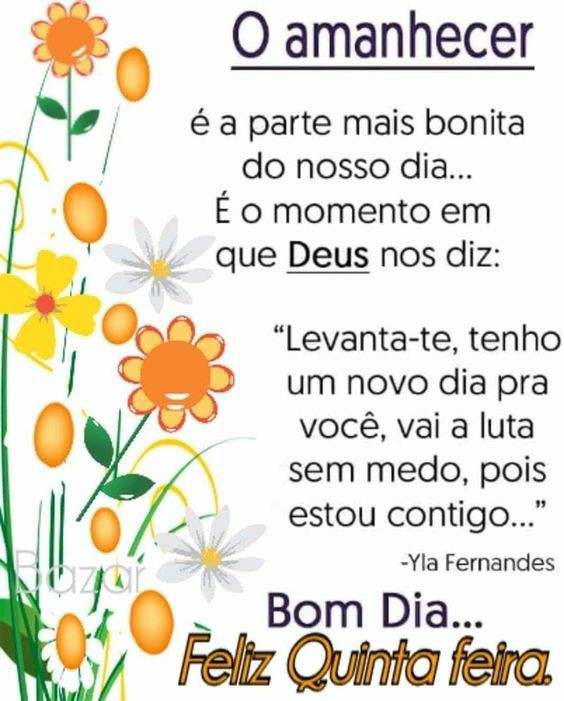 O amanhecer
é a parte mais bonita
do nosso dia...
É o momento em
que Deus nos diz:
“Levanta-te, tenho
um novo dia pra
você, vai a luta
sem medo, pois
estou contigo...”
-Yla Fernandes
Bazar
Bom Dia...
Feliz Quinta feira.